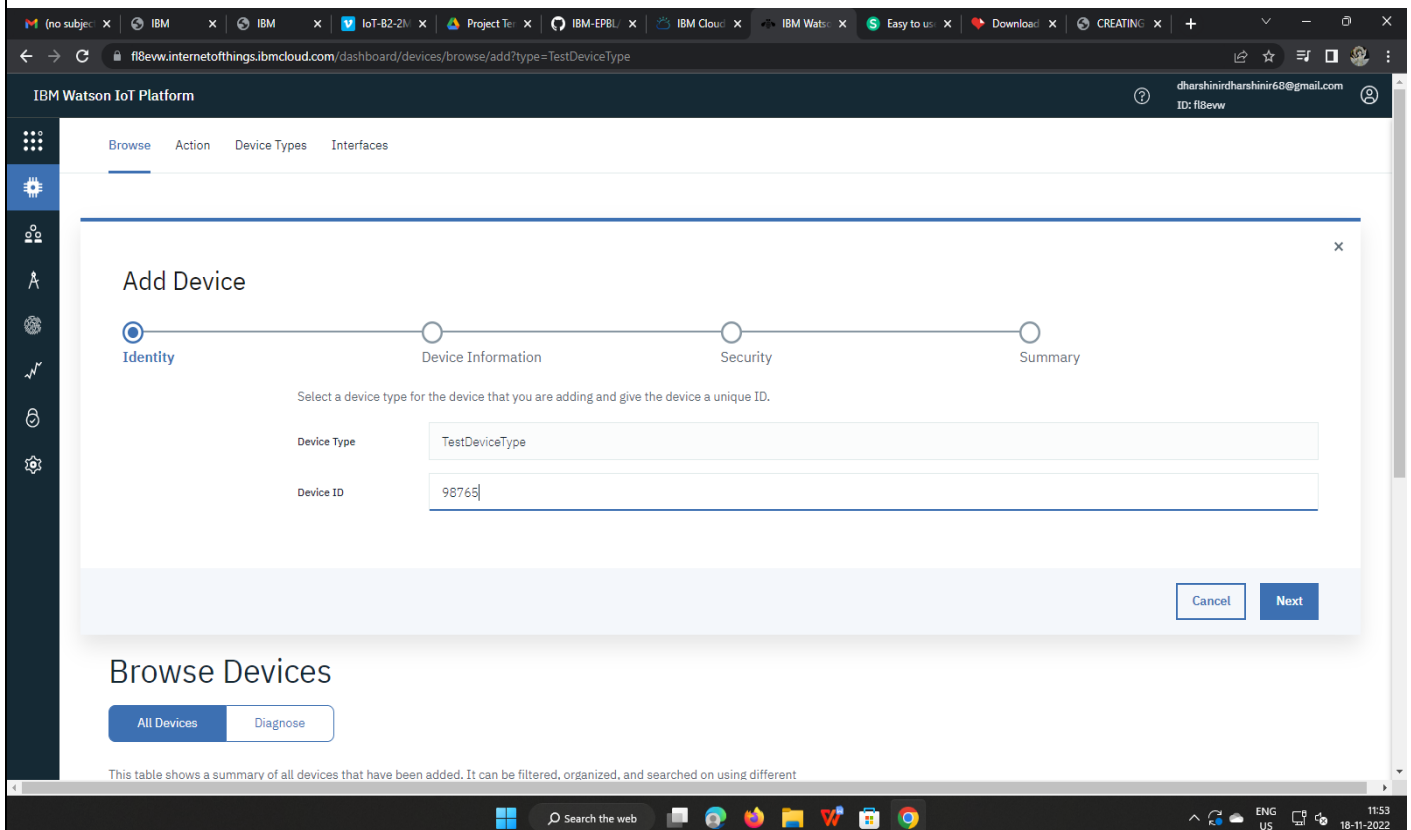 (no subjec
IBM
IBM
IoT-B2-2M
Project Ter
IBM-EPBL/
IBM Cloud
IBM Watso
Easy to us
Download
CREATING
fl8evw.internetofthings.ibmcloud.com/dashboard/devices/browse/add?type=TestDeviceType
IBM Watson IoT Platform
dharshinirdharshinir68@gmail.com
ID: fl8evw
Browse Action Device Types Interfaces
Add Device
Identity Device Information Security Summary
Select a device type for the device that you are adding and give the device a unique ID.
Device Type TestDeviceType
Device ID 98765
Cancel Next
Browse Devices
All Devices Diagnose
This table shows a summary of all devices that have been added. It can be filtered, organized, and searched on using different
Search the web
ENG
US
11:53
18-11-2022